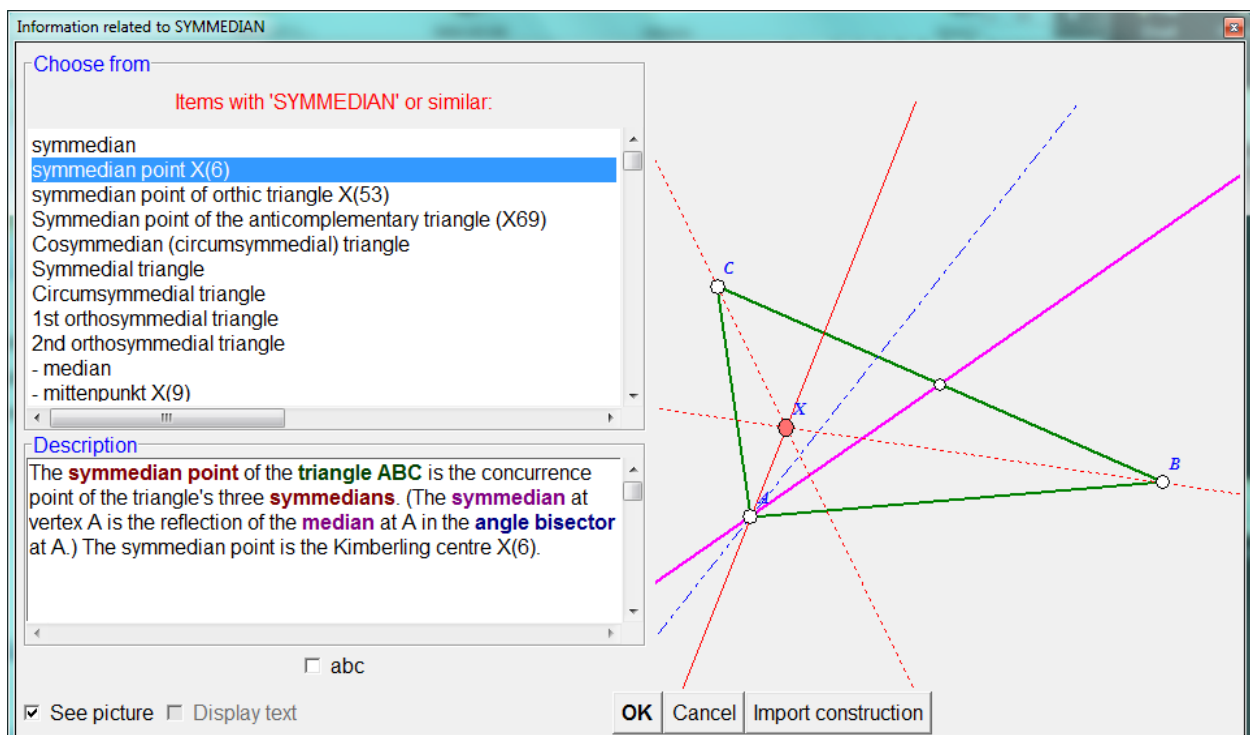 Information related to SYMMEDIAN
Choose from
Items with 'SYMMEDIAN' or similar:
symmedian
symmedian point X(6)
symmedian point of orthic triangle X(53)
Symmedian point of the anticomplementary triangle (X69)
Cosymmedian (circumsymmedial) triangle
Symmedial triangle
Circumsymmedial triangle
1st orthosymmedial triangle
2nd orthosymmedial triangle
- median
- mittenpunkt X(9)
Description
The symmedian point of the triangle ABC is the concurrence
point of the triangle's three symmedians. (The symmedian at
vertex A is the reflection of the median at A in the angle bisector
at A.) The symmedian point is the Kimberling centre X(6).
abc
See picture Display text
OK Cancel Import construction
C
X
B
A